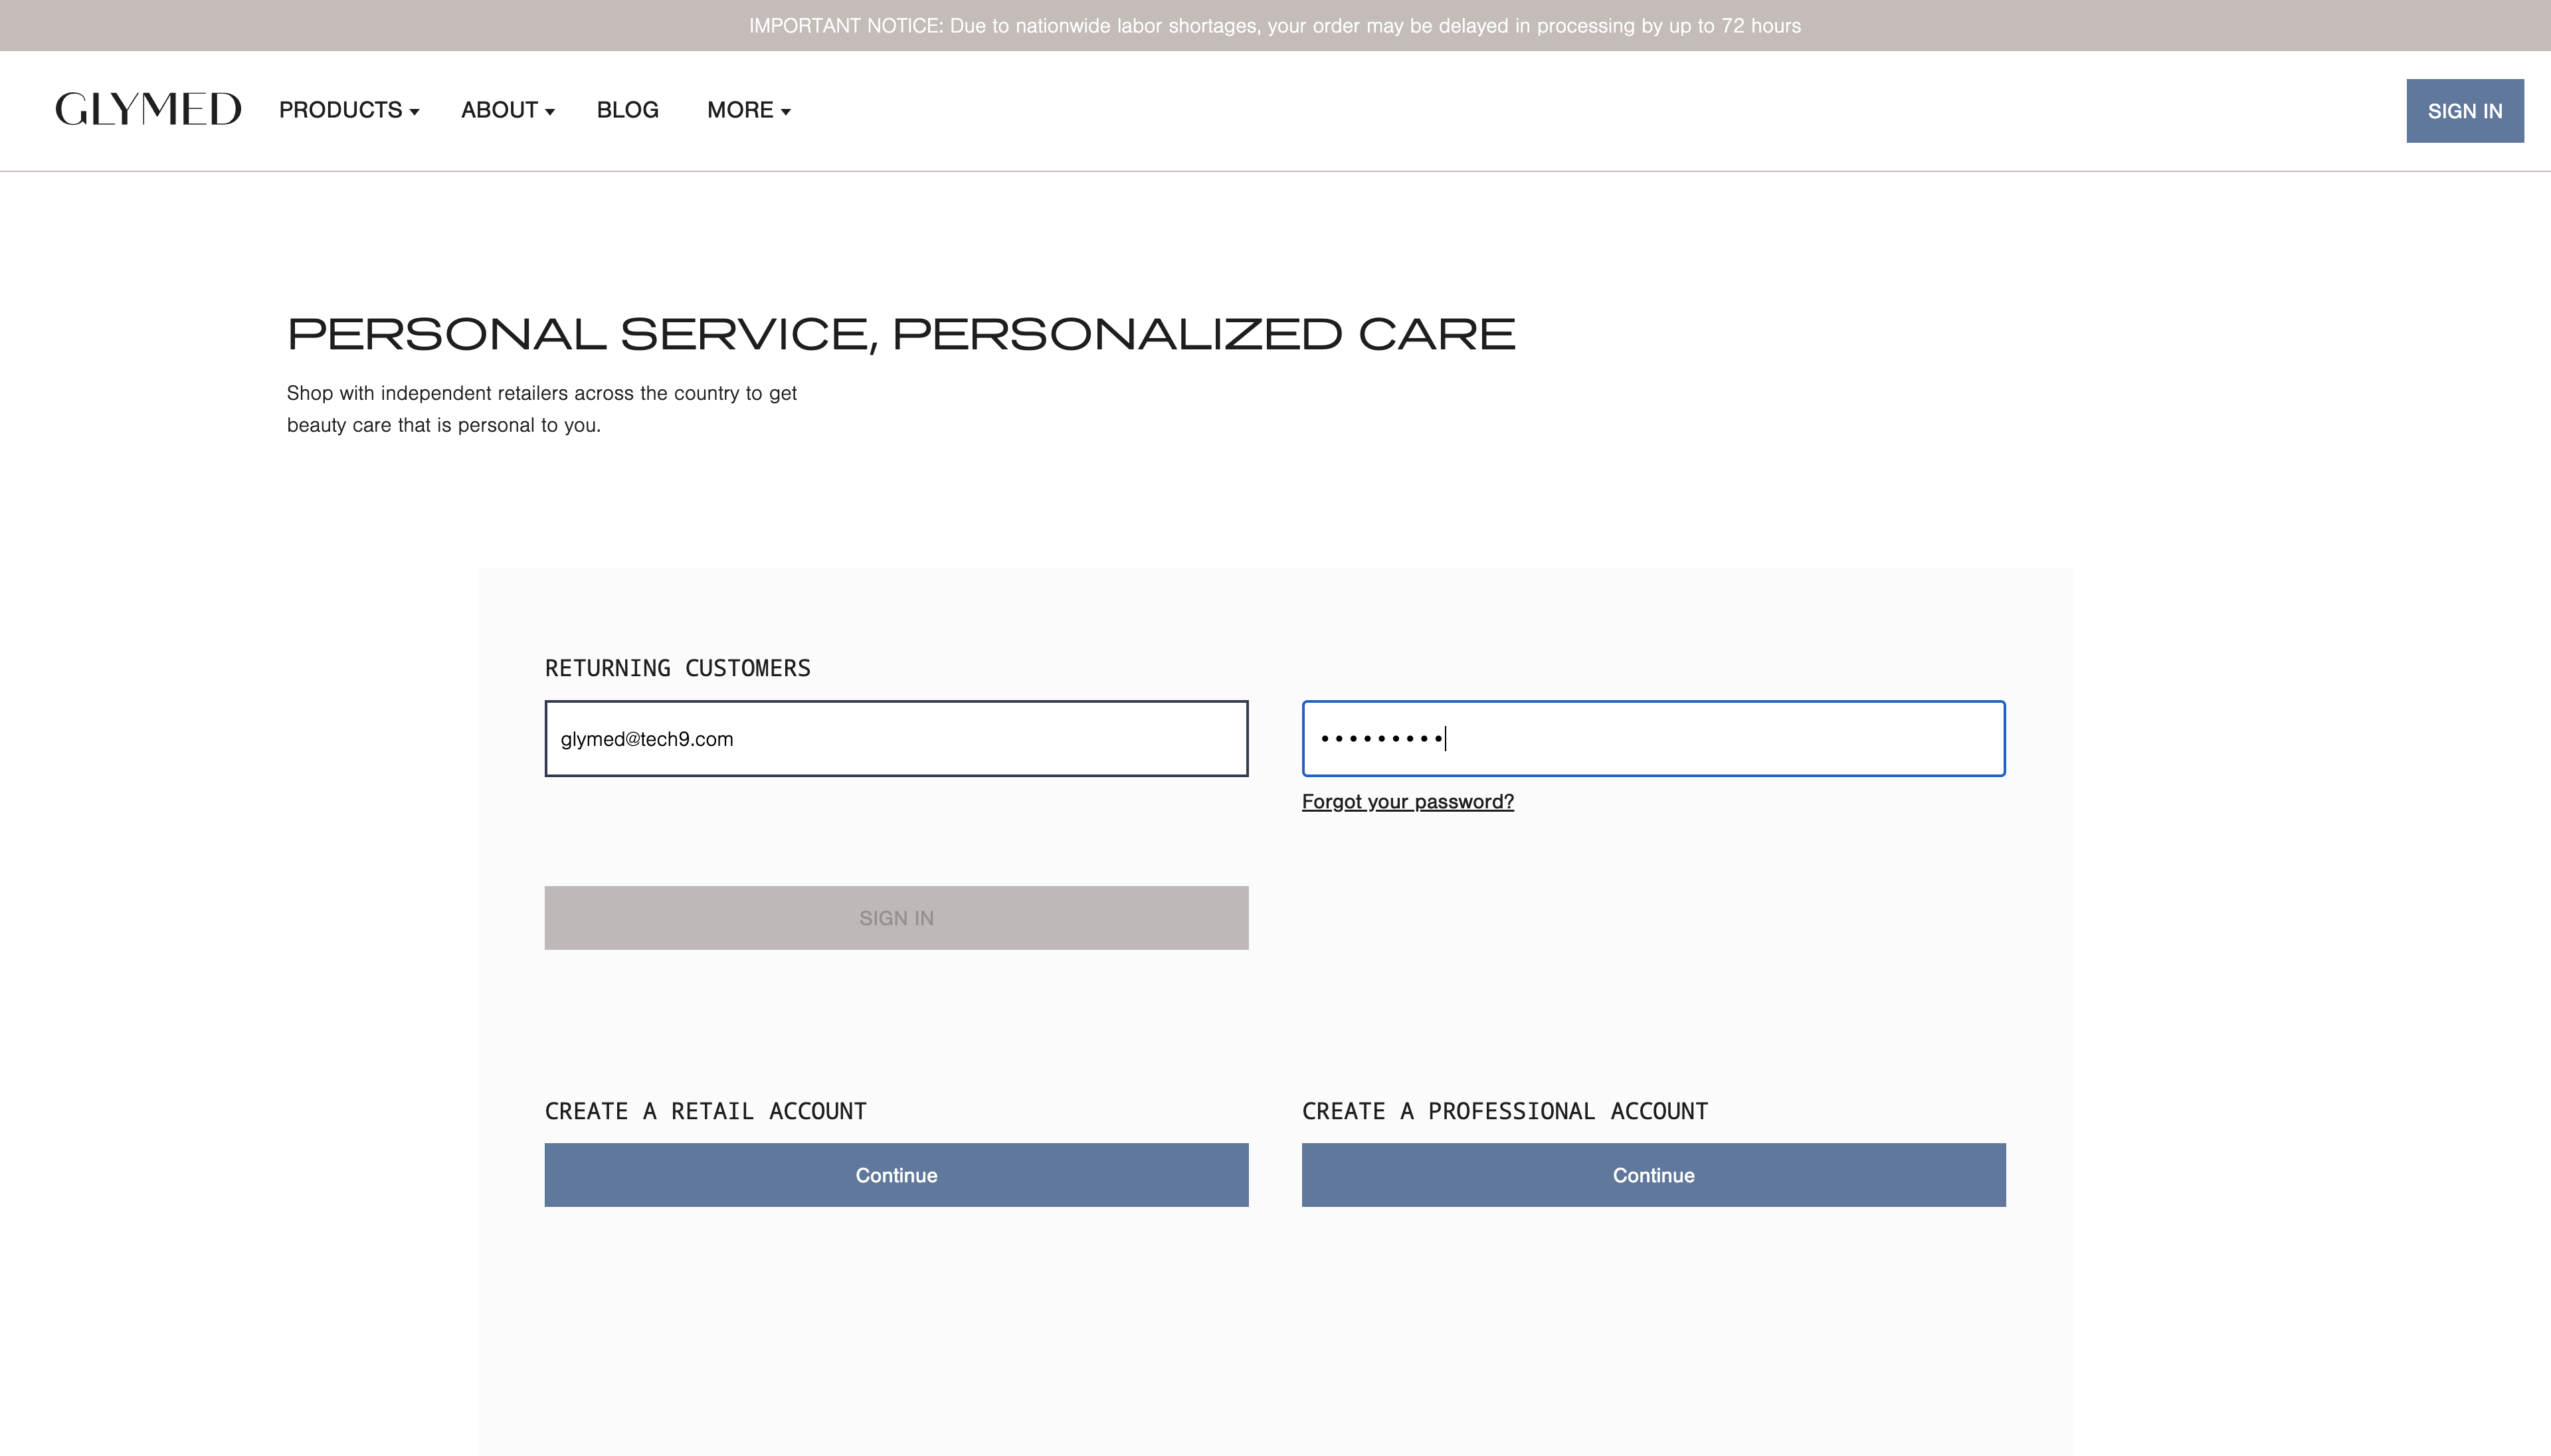 IMPORTANT NOTICE: Due to nationwide labor shortages, your order may be delayed in processing by up to 72 hours
GLYMED PRODUCTS ABOUT BLOG MORE SIGN IN
PERSONAL SERVICE, PERSONALIZED CARE
Shop with independent retailers across the country to get
beauty care that is personal to you.
RETURNING CUSTOMERS
glymed@tech9.com •••••••••
Forgot your password?
SIGN IN
CREATE A RETAIL ACCOUNT CREATE A PROFESSIONAL ACCOUNT
Continue Continue